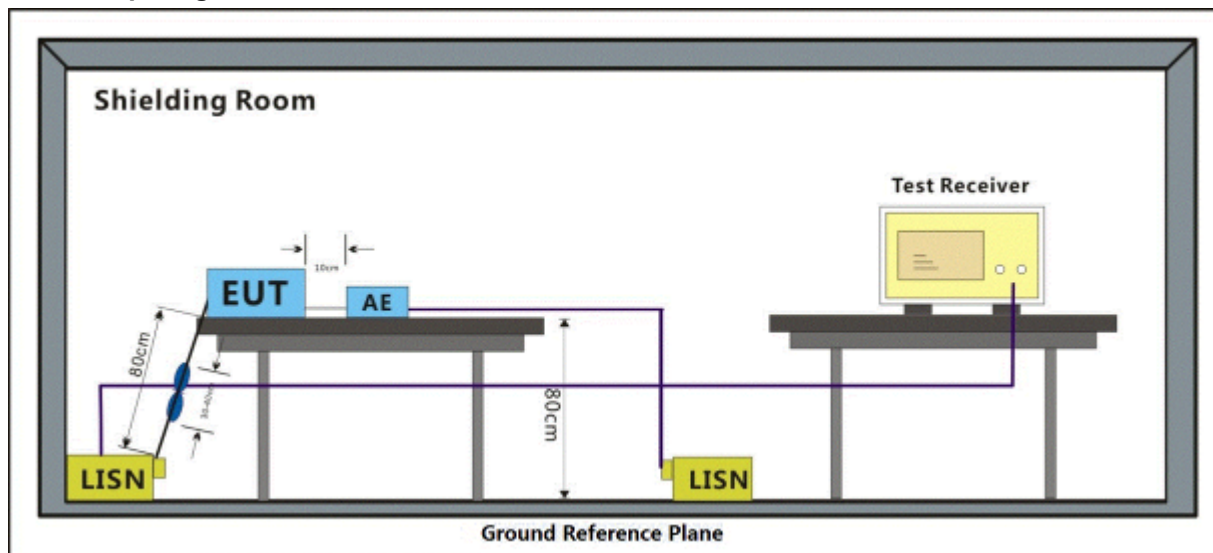 Shielding Room
Test Receiver
10cm
EUT
AE
80cm
80cm
LISN
LISN
Ground Reference Plane